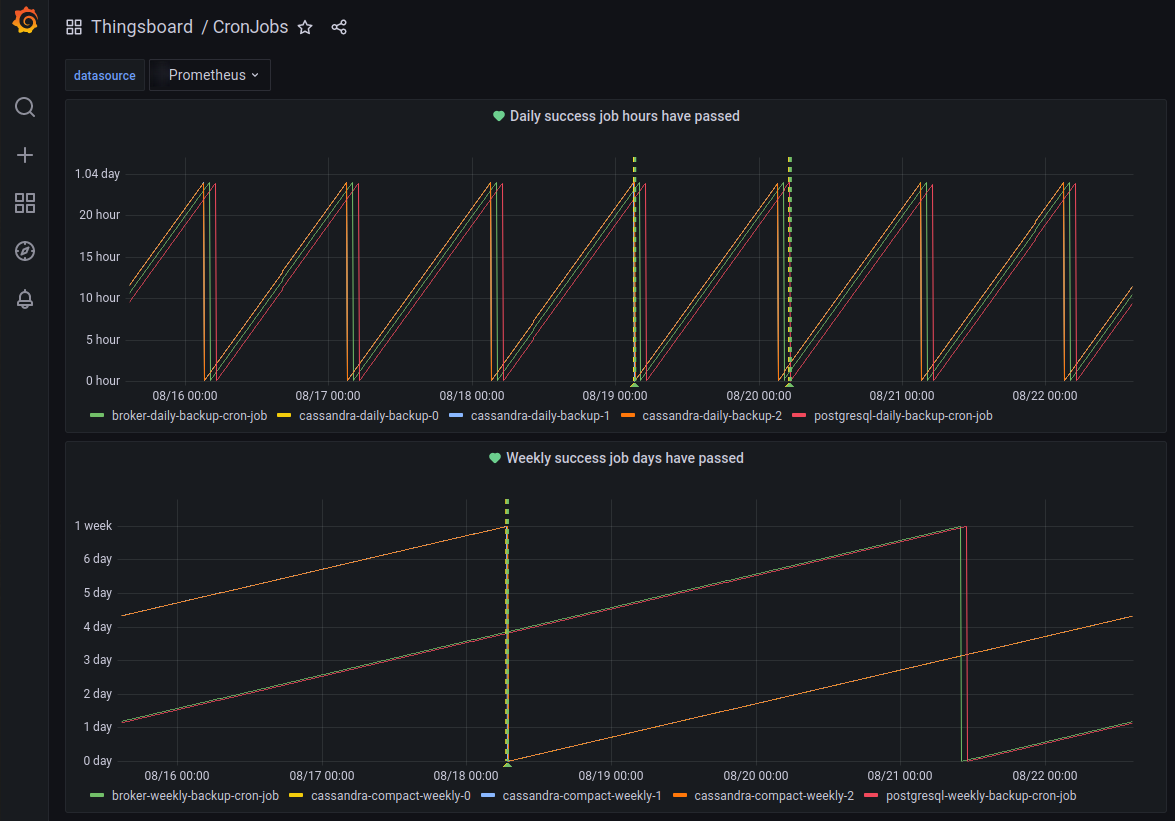 Thingsboard / CronJobs
datasource Prometheus
Daily success job hours have passed
1.04 day
20 hour
15 hour
10 hour
5 hour
0 hour
08/16 00:00 08/17 00:00 08/18 00:00 08/19 00:00 08/20 00:00 08/21 00:00 08/22 00:00
broker-daily-backup-cron-job cassandra-daily-backup-0 cassandra-daily-backup-1 cassandra-daily-backup-2 postgresql-daily-backup-cron-job
Weekly success job days have passed
1 week
6 day
5 day
4 day
3 day
2 day
1 day
0 day
08/16 00:00 08/17 00:00 08/18 00:00 08/19 00:00 08/20 00:00 08/21 00:00 08/22 00:00
broker-weekly-backup-cron-job cassandra-compact-weekly-0 cassandra-compact-weekly-1 cassandra-compact-weekly-2 postgresql-weekly-backup-cron-job